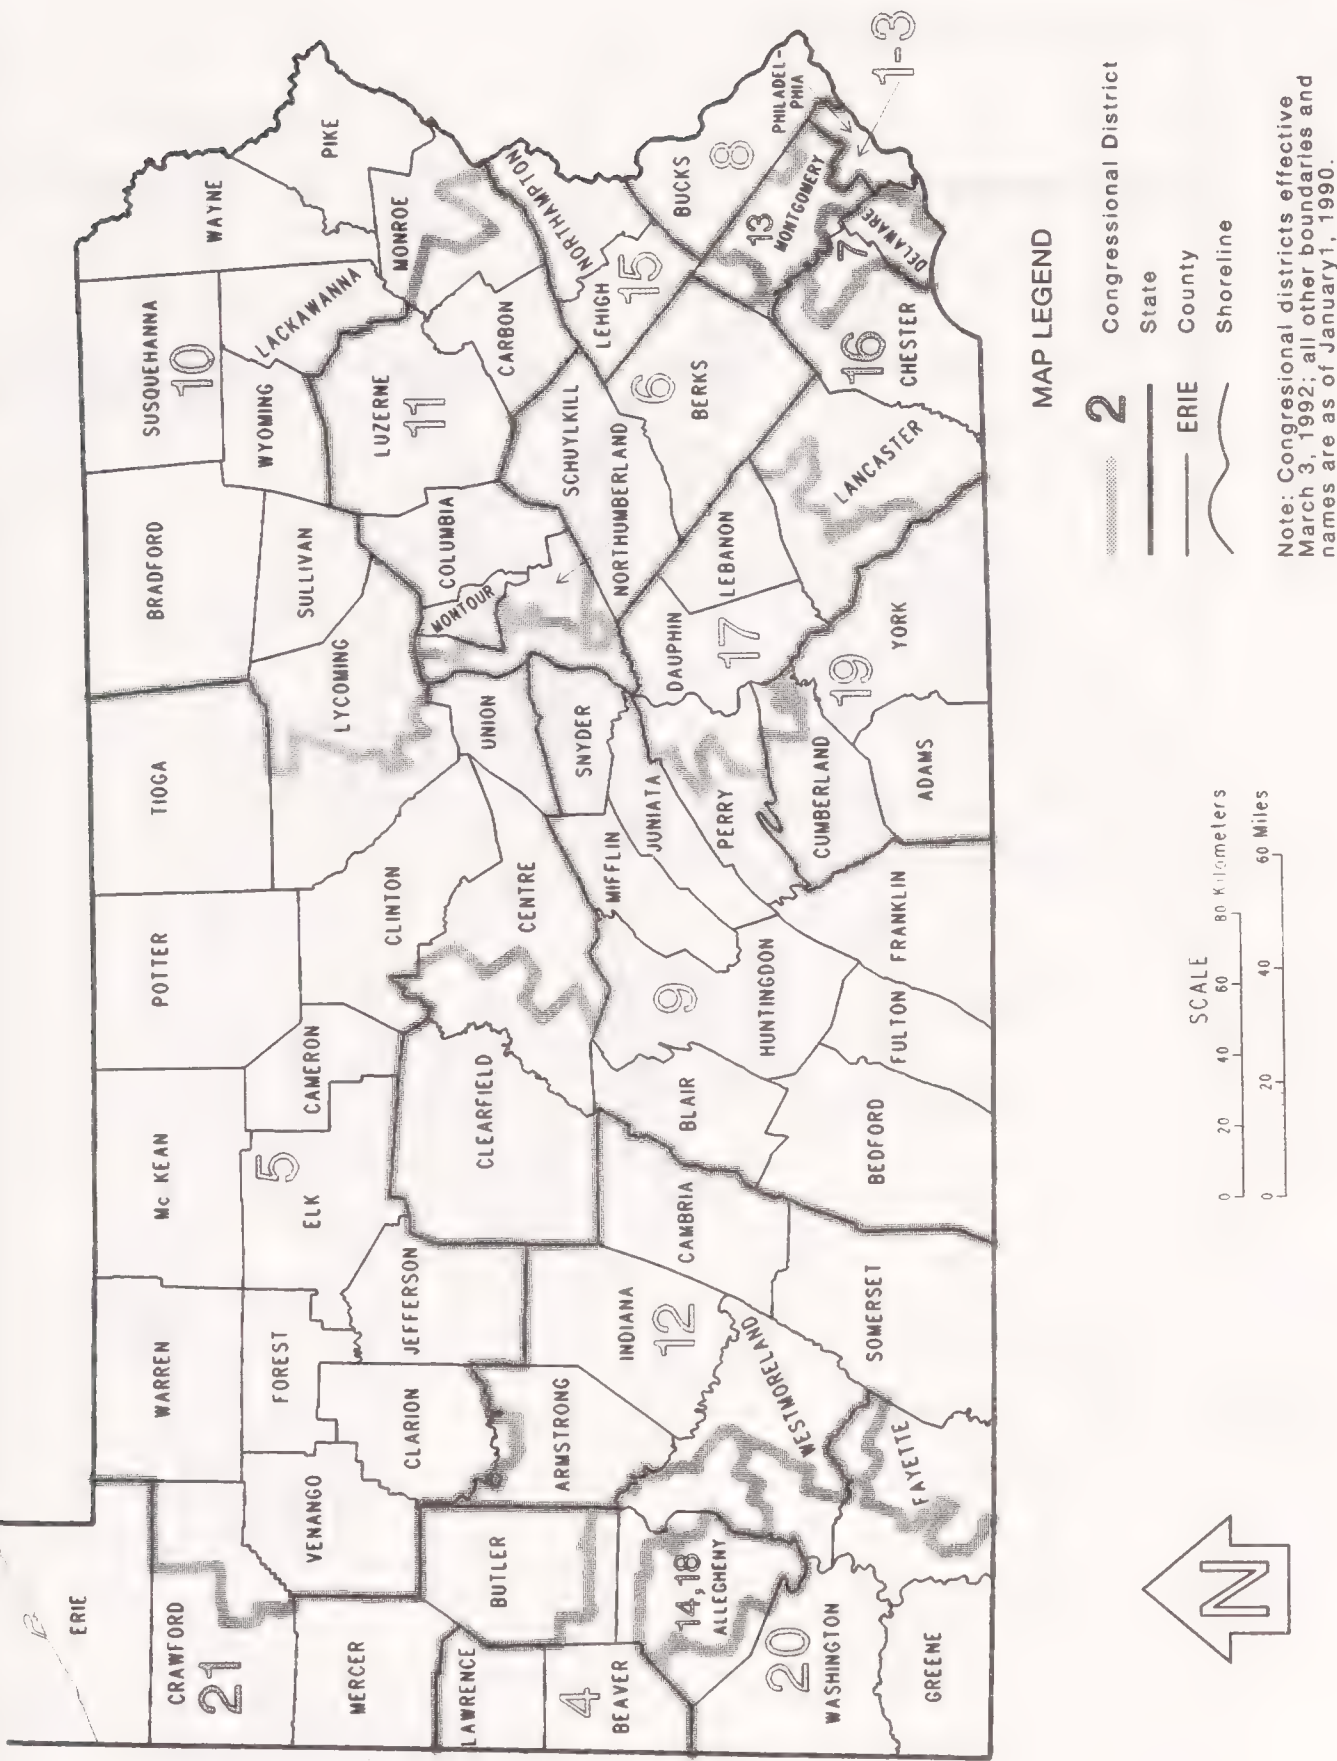 ERIE
CRAWFORD
21
MERCER
LAWRENCE
4
BEAVER
WARREN
FOREST
VENANGO
CLARION
BUTLER
ARMSTRONG
14,18
ALLEGHENY
20
WASHINGTON
GREENE
Mc KEAN
5
ELK
JEFFERSON
INDIANA
12
WESTMORELAND
FAYETTE
SOMERSET
POTTER
CAMERON
CLEARFIELD
CAMBRIA
BLAIR
BEDFORD
TIOGA
CLINTON
CENTRE
9
HUNTINGDON
FULTON
FRANKLIN
MIFFLIN
JUNIATA
PERRY
CUMBERLAND
ADAMS
LYCOMING
UNION
SNYDER
BRADFORD
SULLIVAN
COLUMBIA
MONTOUR
NORTHUMBERLAND
DAUPHIN
17
LEBANON
19
YORK
SUSQUEHANNA
10
WYOMING
LACKAWANNA
LUZERNE
11
SCHUYLKILL
CARBON
6
BERKS
LANCASTER
WAYNE
PIKE
MONROE
NORTHAMPTON
LEHIGH
15
BUCKS
8
13
MONTGOMERY
PHILADEL-
PHIA
1-3
7
DELAWARE
16
CHESTER
MAP LEGEND
2 Congressional District
State
ERIE County
Shoreline
Note: Congresional districts effective
March 3, 1992; all other boundaries and
names are as of January 1, 1990.
SCALE
0 20 40 60 80 Kilometers
0 20 40 60 Miles
N